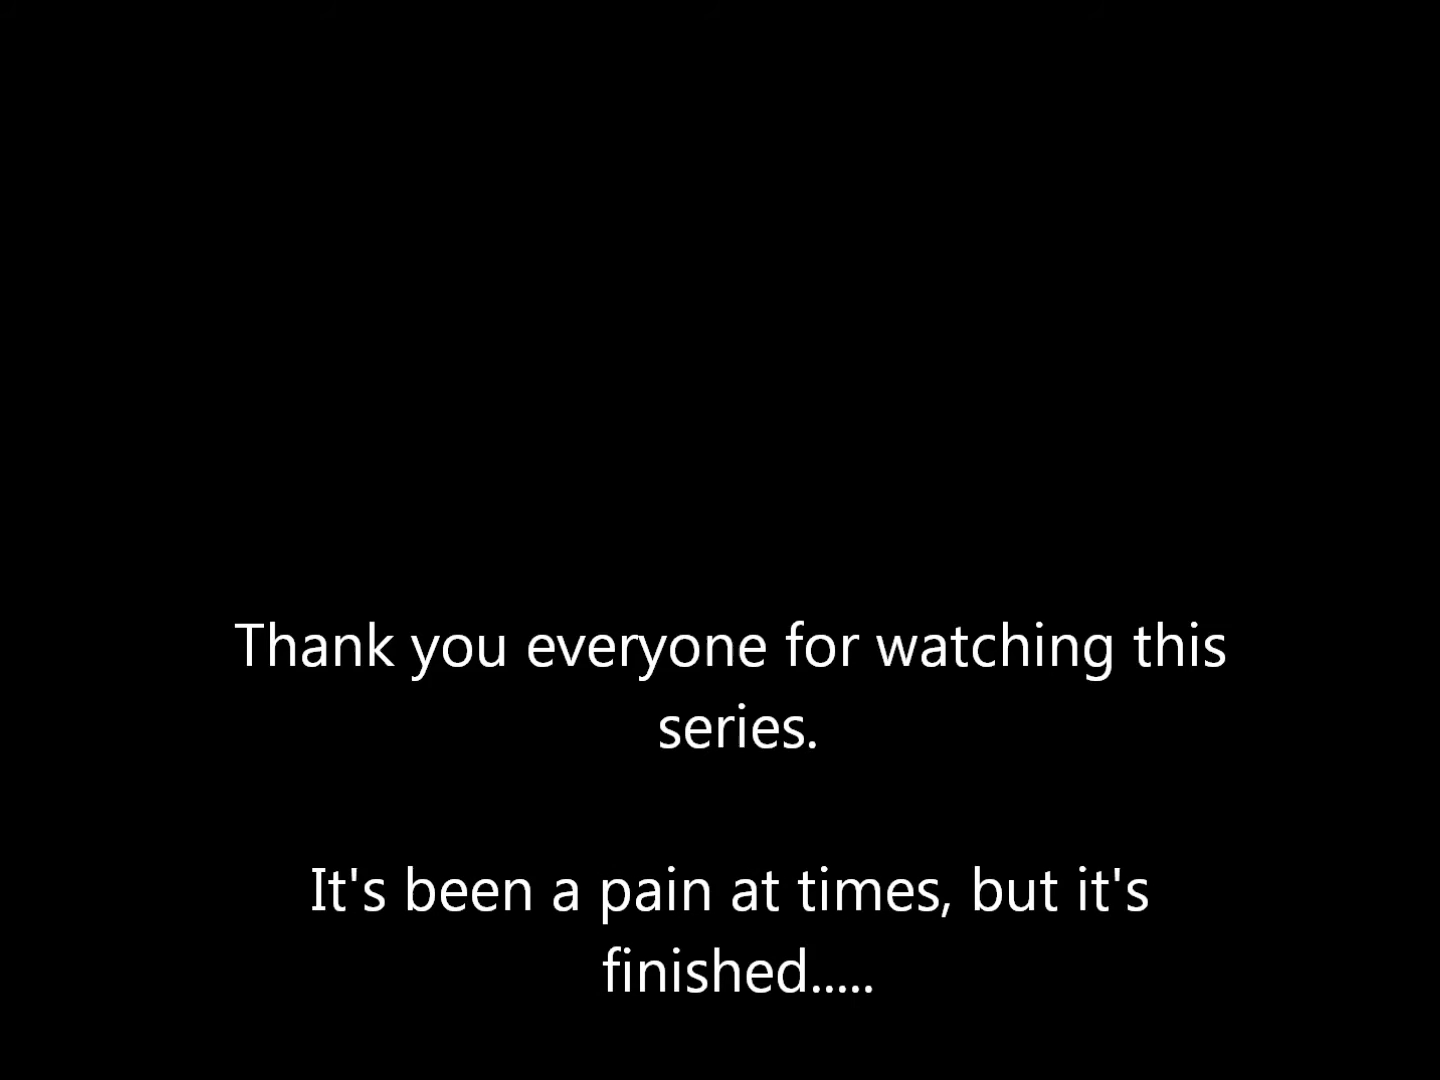 Thank you everyone for watching this
series.
It's been a pain at times, but it's
finished.....